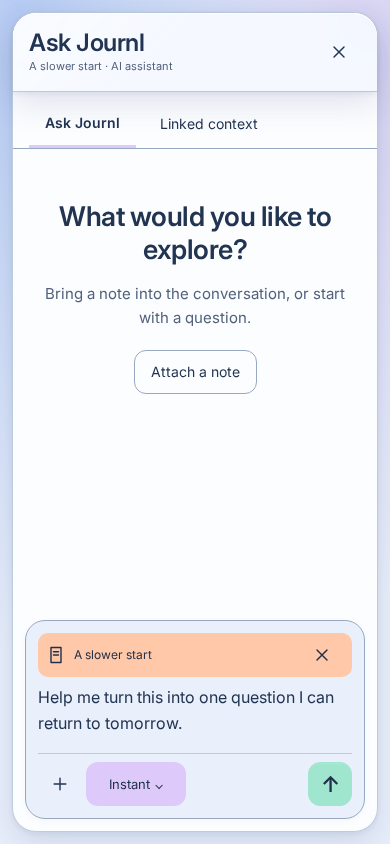 Ask Journl
A slower start · AI assistant
Ask Journl
Linked context
What would you like to
explore?
Bring a note into the conversation, or start
with a question.
Attach a note
A slower start
Help me turn this into one question I can
return to tomorrow.
Instant